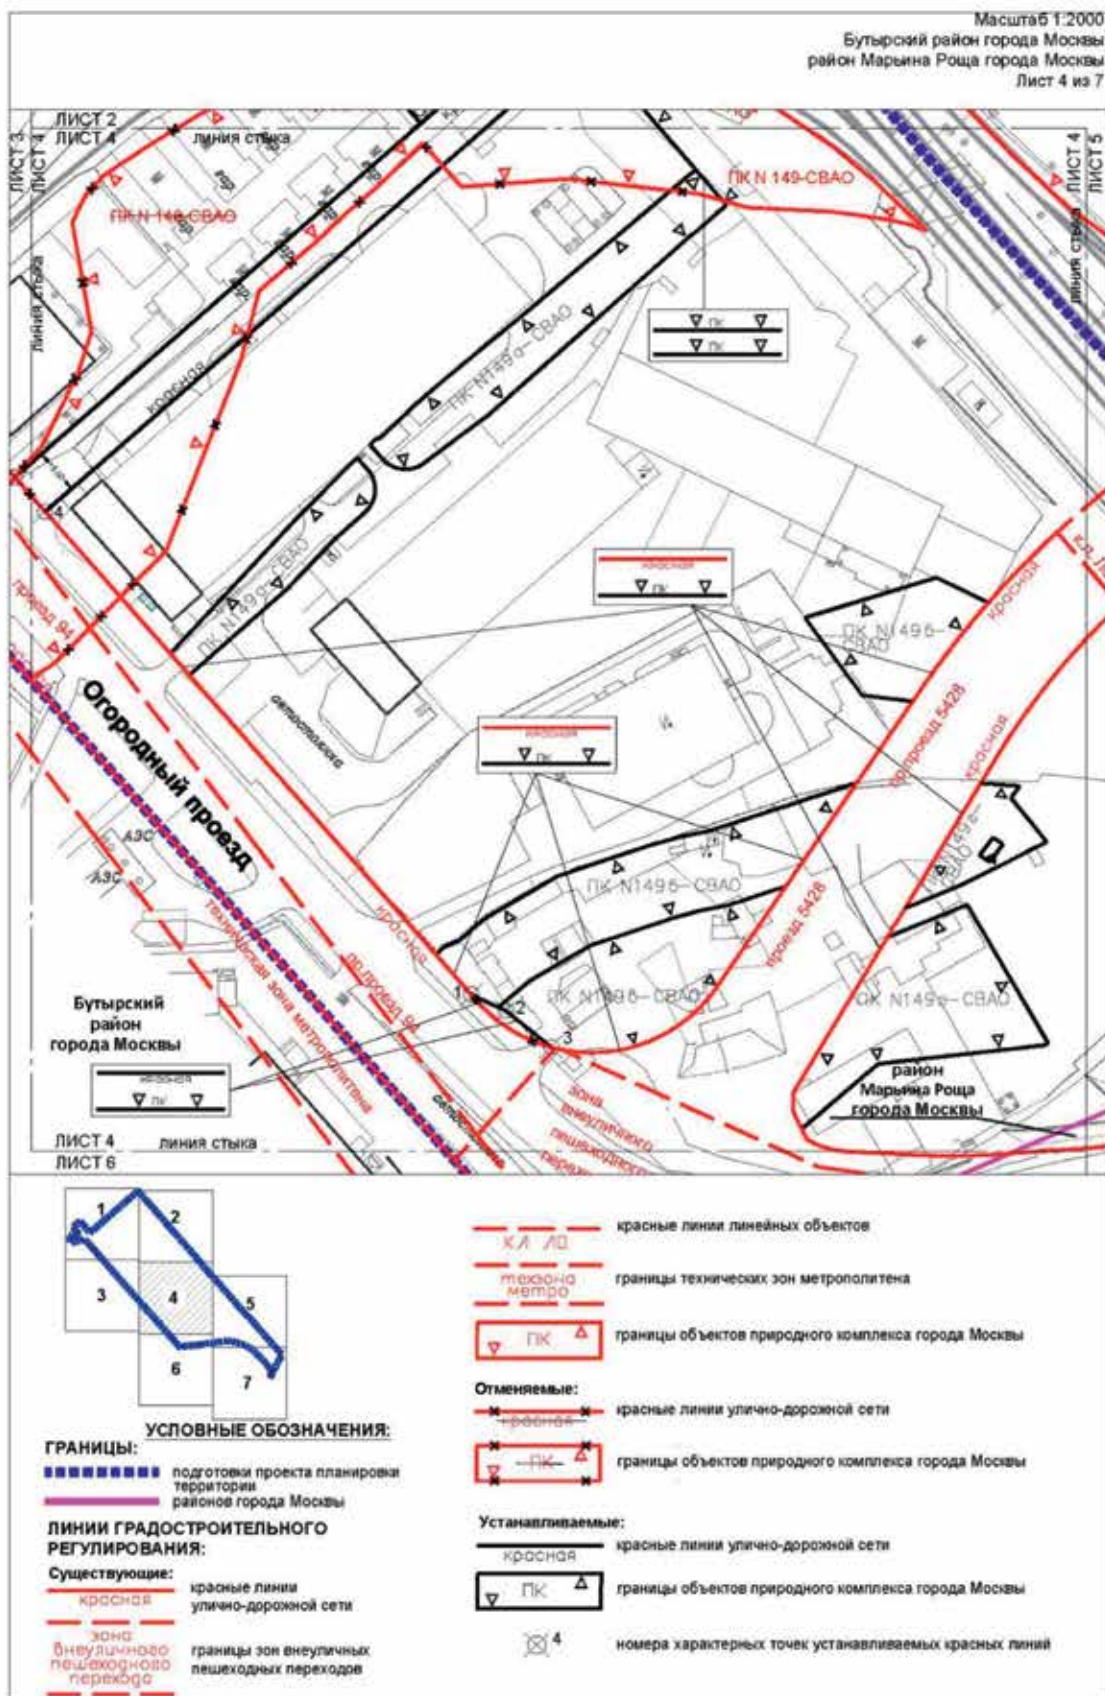 Масштаб 1:2000
Бутырский район города Москвы
район Марьина Роща города Москвы
Лист 4 из 7
ЛИСТ 2
ЛИСТ 4
линия стыка
ЛИСТ 3
ЛИСТ 4
линия стыка
ЛИСТ 4
ЛИСТ 5
линия стыка
ПК N 148-СВАО
ПК N 149-СВАО
гар.
гар.
гар.
гар.
красная
ПК N149а-СВАО
ПК
ПК
4
ПК N149а-СВАО
красная
ПК
красная
К.Л. Л
ПК N149б-
СВАО
проезд 94
Огородный проезд
автостоянка
красная
ПК
пр.проезд 5428
красная
АЗС
АЗС
ПК N149б-СВАО
ПК N149в-
СВАО
проезд 5428
красная
техническая зона метрополитена
пр.проезд 94
1
2
3
ПК N149б-СВАО
ПК N149в-СВАО
Бутырский
район
города Москвы
красная
ПК
район
Марьина Роща
города Москвы
зона
внеуличного
пешеходного
ЛИСТ 4
линия стыка
ЛИСТ 6
1
2
3
4
5
6
7
УСЛОВНЫЕ ОБОЗНАЧЕНИЯ:
ГРАНИЦЫ:
подготовки проекта планировки
территории
районов города Москвы
ЛИНИИ ГРАДОСТРОИТЕЛЬНОГО
РЕГУЛИРОВАНИЯ:
Существующие:
красная
красные линии
улично-дорожной сети
зона
внеуличного
пешеходного
перехода
границы зон внеуличных
пешеходных переходов
КЛ ЛО
красные линии линейных объектов
техзона
метро
границы технических зон метрополитена
ПК
границы объектов природного комплекса города Москвы
Отменяемые:
красная
красные линии улично-дорожной сети
ПК
границы объектов природного комплекса города Москвы
Устанавливаемые:
красная
красные линии улично-дорожной сети
ПК
границы объектов природного комплекса города Москвы
4
номера характерных точек устанавливаемых красных линий